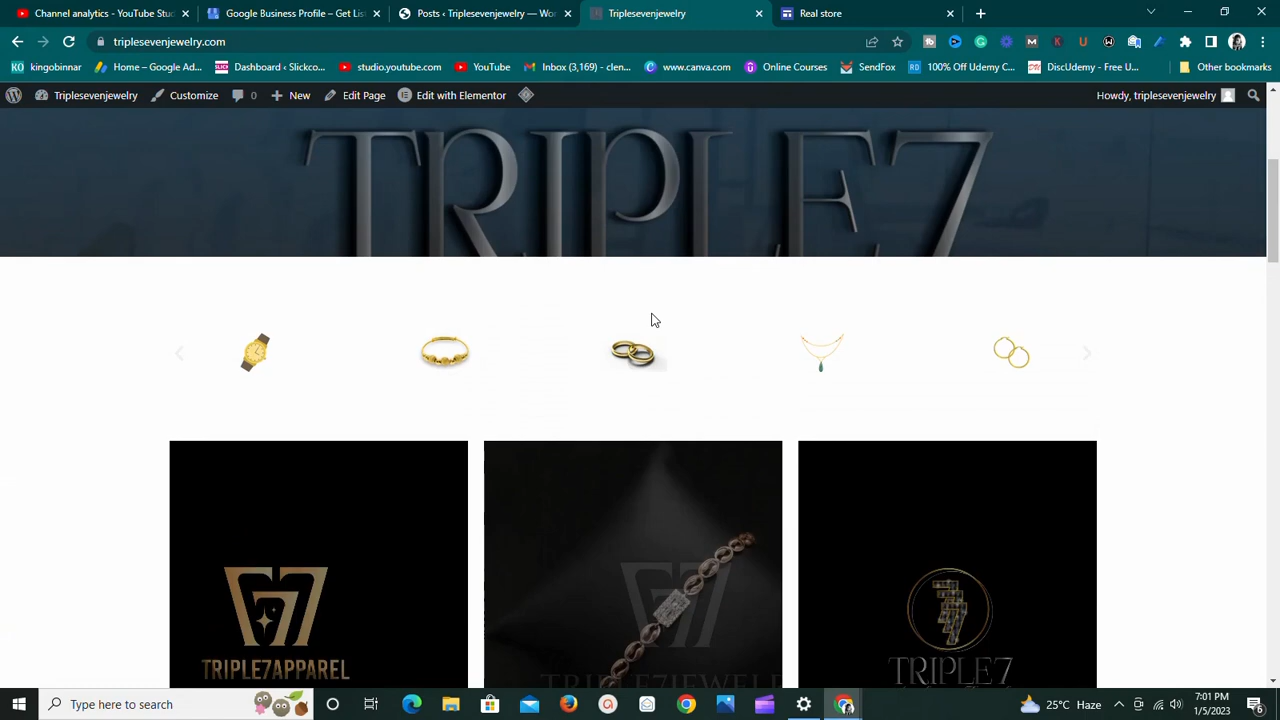 Channel analytics - YouTube Stu
Google Business Profile – Get Lis
Posts ‹ Triplesevenjewelry — Wor
Triplesevenjewelry
Real store
triplesevenjewelry.com
kingobinnar
Home – Google Ad...
Dashboard ‹ Slickco...
studio.youtube.com
YouTube
Inbox (3,169) - clen...
www.canva.com
Online Courses
SendFox
100% Off Udemy C...
DiscUdemy - Free U...
Other bookmarks
Triplesevenjewelry
Customize
0
New
Edit Page
Edit with Elementor
Howdy, triplesevenjewelry
TRIPLE7
TRIPLE7APPAREL
TRIPLE7JEWEL
TRIPLE7
Type here to search
25°C Haze
7:01 PM
1/5/2023
6